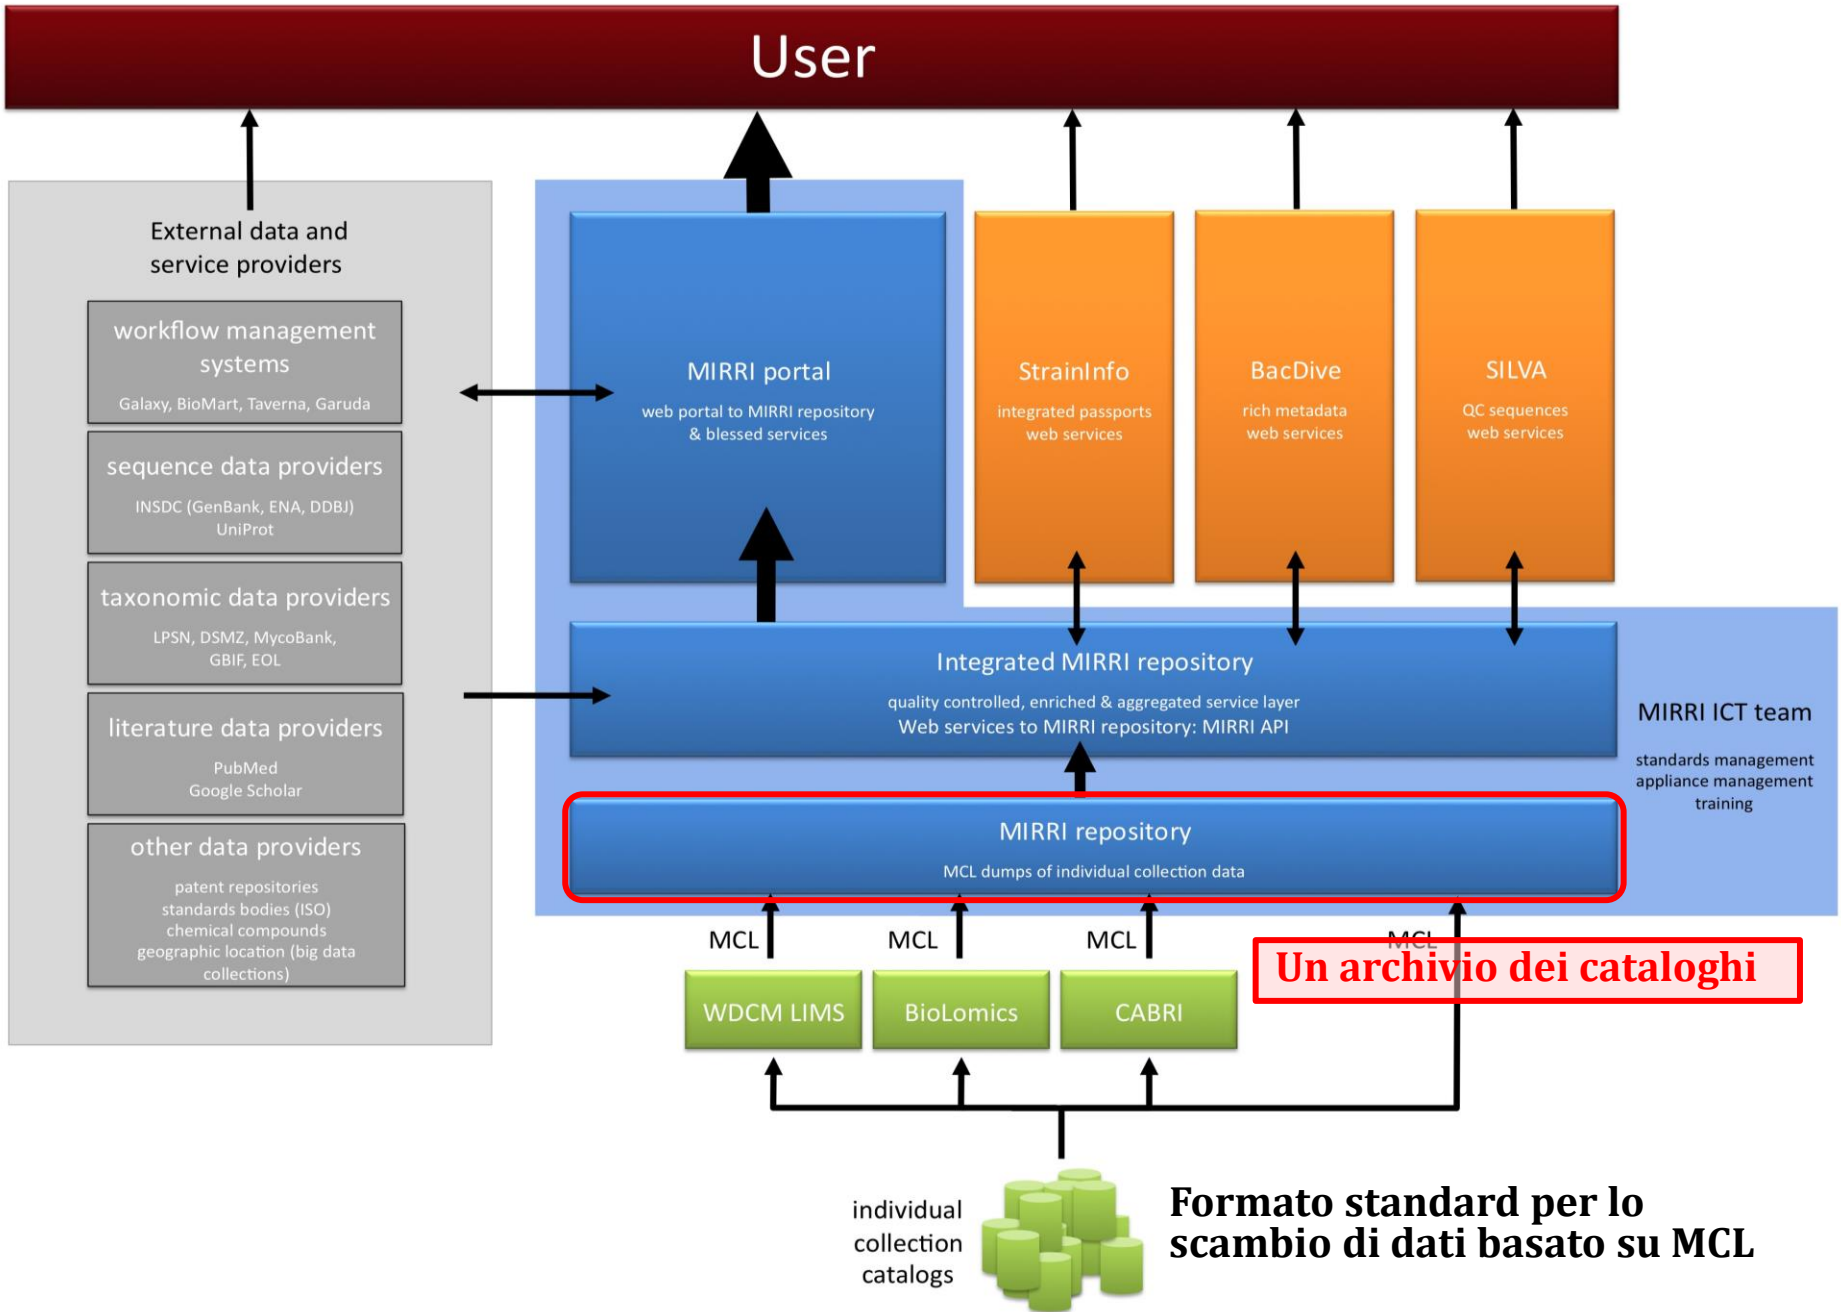 User
External data and
service providers
workflow management
systems
Galaxy, BioMart, Taverna, Garuda
sequence data providers
INSDC (GenBank, ENA, DDBJ)
UniProt
taxonomic data providers
LPSN, DSMZ, MycoBank,
GBIF, EOL
literature data providers
PubMed
Google Scholar
other data providers
patent repositories
standards bodies (ISO)
chemical compounds
geographic location (big data
collections)
MIRRI portal
web portal to MIRRI repository
& blessed services
StrainInfo
integrated passports
web services
BacDive
rich metadata
web services
SILVA
QC sequences
web services
Integrated MIRRI repository
quality controlled, enriched & aggregated service layer
Web services to MIRRI repository: MIRRI API
MIRRI ICT team
standards management
appliance management
training
MIRRI repository
MCL dumps of individual collection data
MCL
MCL
MCL
MCL
Un archivio dei cataloghi
WDCM LIMS
BioLomics
CABRI
individual
collection
catalogs
Formato standard per lo
scambio di dati basato su MCL